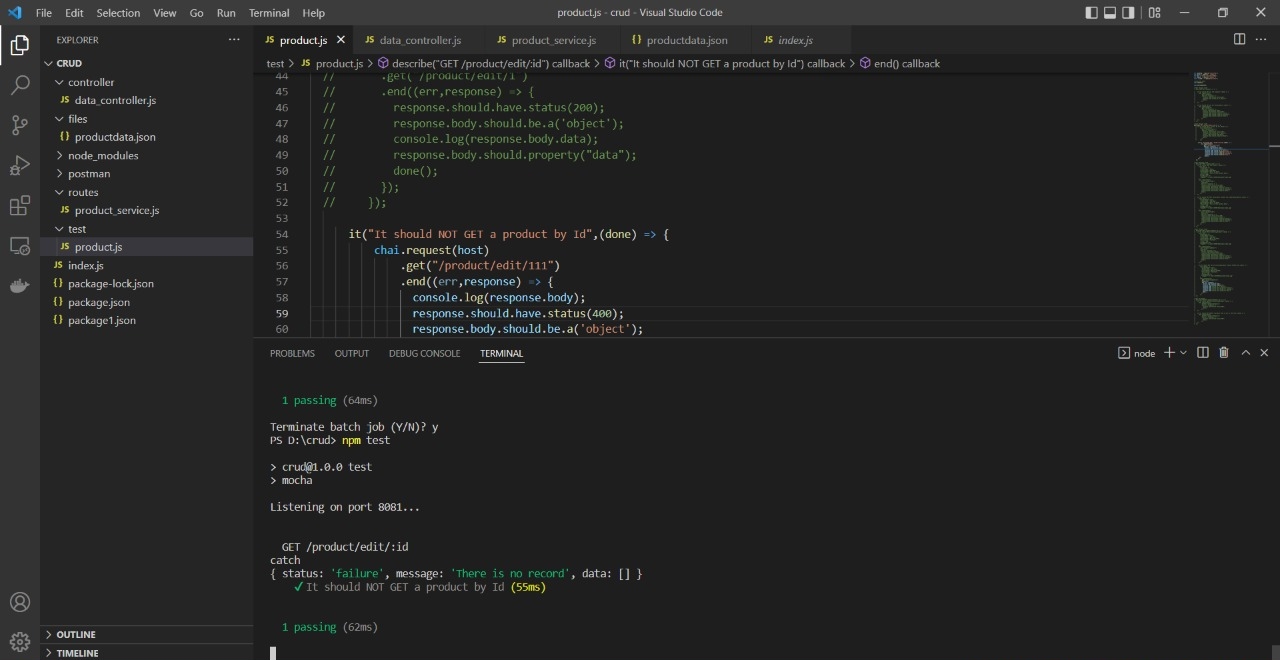 File Edit Selection View Go Run Terminal Help product.js - crud - Visual Studio Code
EXPLORER
CRUD
controller
JS data_controller.js
files
{} productdata.json
node_modules
postman
routes
JS product_service.js
test
JS product.js
JS index.js
{} package-lock.json
{} package.json
{} package1.json
OUTLINE
TIMELINE
JS product.js JS data_controller.js JS product_service.js {} productdata.json JS index.js
test > JS product.js > describe("GET /product/edit/:id") callback > it("It should NOT GET a product by Id") callback > end() callback
44 // .get("/product/edit/1")
45 // .end((err,response) => {
46 // response.should.have.status(200);
47 // response.body.should.be.a('object');
48 // console.log(response.body.data);
49 // response.body.should.property("data");
50 // done();
51 // });
52 // });
53
54 it("It should NOT GET a product by Id",(done) => {
55 chai.request(host)
56 .get("/product/edit/111")
57 .end((err,response) => {
58 console.log(response.body);
59 response.should.have.status(400);
60 response.body.should.be.a('object');
PROBLEMS OUTPUT DEBUG CONSOLE TERMINAL node
1 passing (64ms)
Terminate batch job (Y/N)? y
PS D:\crud> npm test
> crud@1.0.0 test
> mocha
Listening on port 8081...
GET /product/edit/:id
catch
{ status: 'failure', message: 'There is no record', data: [] }
✓ It should NOT GET a product by Id (55ms)
1 passing (62ms)